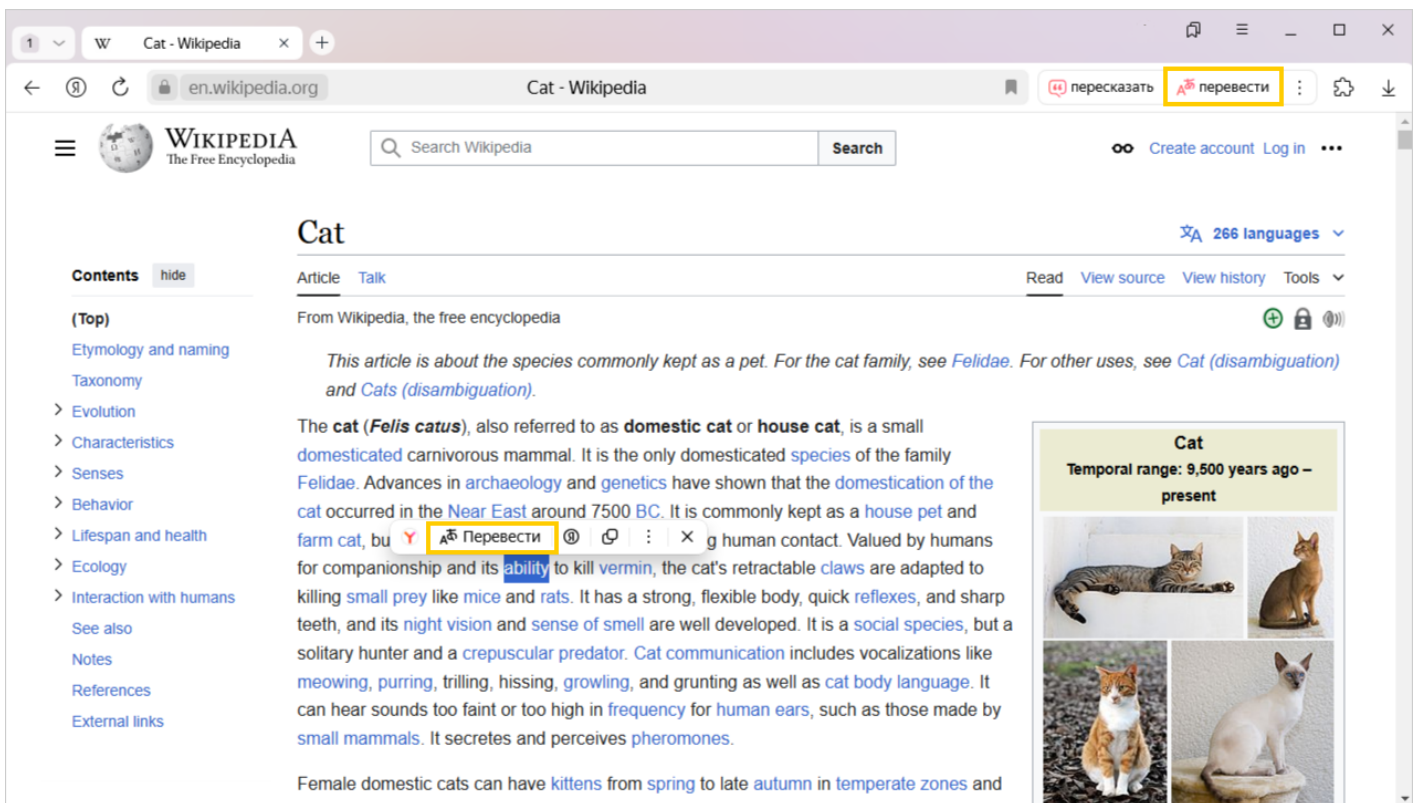 1 W Cat - Wikipedia
Я en.wikipedia.org Cat - Wikipedia пересказать перевести
WIKIPEDIA
The Free Encyclopedia
Search Wikipedia Search
Create account Log in
Cat
266 languages
Contents hide
Article Talk Read View source View history Tools
(Top)
From Wikipedia, the free encyclopedia
Etymology and naming
Taxonomy
Evolution
Characteristics
Senses
Behavior
Lifespan and health
Ecology
Interaction with humans
See also
Notes
References
External links
This article is about the species commonly kept as a pet. For the cat family, see Felidae. For other uses, see Cat (disambiguation)
and Cats (disambiguation).
The cat (Felis catus), also referred to as domestic cat or house cat, is a small
domesticated carnivorous mammal. It is the only domesticated species of the family
Felidae. Advances in archaeology and genetics have shown that the domestication of the
cat occurred in the Near East around 7500 BC. It is commonly kept as a house pet and
farm cat, bu
Y Перевести Я
g human contact. Valued by humans
for companionship and its ability to kill vermin, the cat's retractable claws are adapted to
killing small prey like mice and rats. It has a strong, flexible body, quick reflexes, and sharp
teeth, and its night vision and sense of smell are well developed. It is a social species, but a
solitary hunter and a crepuscular predator. Cat communication includes vocalizations like
meowing, purring, trilling, hissing, growling, and grunting as well as cat body language. It
can hear sounds too faint or too high in frequency for human ears, such as those made by
small mammals. It secretes and perceives pheromones.
Female domestic cats can have kittens from spring to late autumn in temperate zones and
Cat
Temporal range: 9,500 years ago –
present